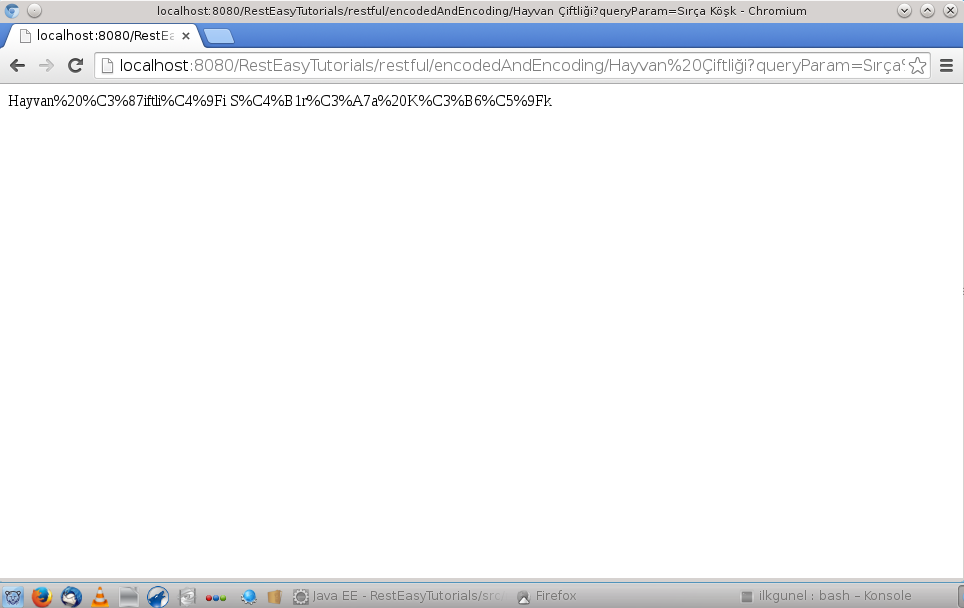 localhost:8080/RestEasyTutorials/restful/encodedAndEncoding/Hayvan Çiftliği?queryParam=Sırça Köşk - Chromium
localhost:8080/RestEa
localhost:8080/RestEasyTutorials/restful/encodedAndEncoding/Hayvan%20Çiftliği?queryParam=Sırça%
Hayvan%20%C3%87iftli%C4%9Fi S%C4%B1r%C3%A7a%20K%C3%B6%C5%9Fk
Java EE - RestEasyTutorials/src/ Firefox ilkgunel : bash – Konsole